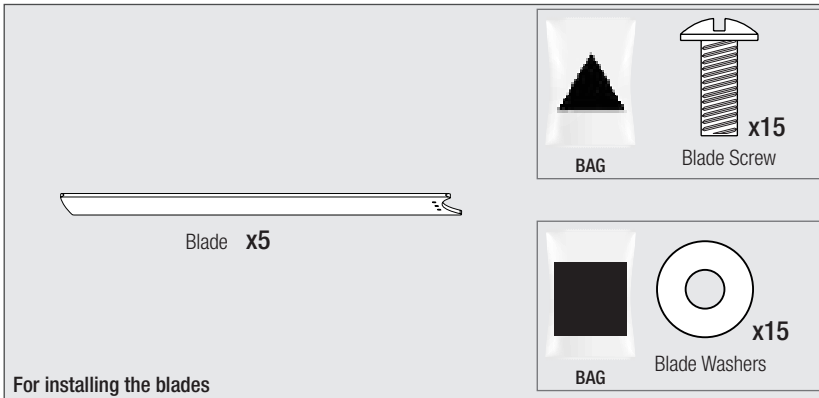 x15
BAG
Blade Screw
Blade x5
x15
BAG
Blade Washers
For installing the blades